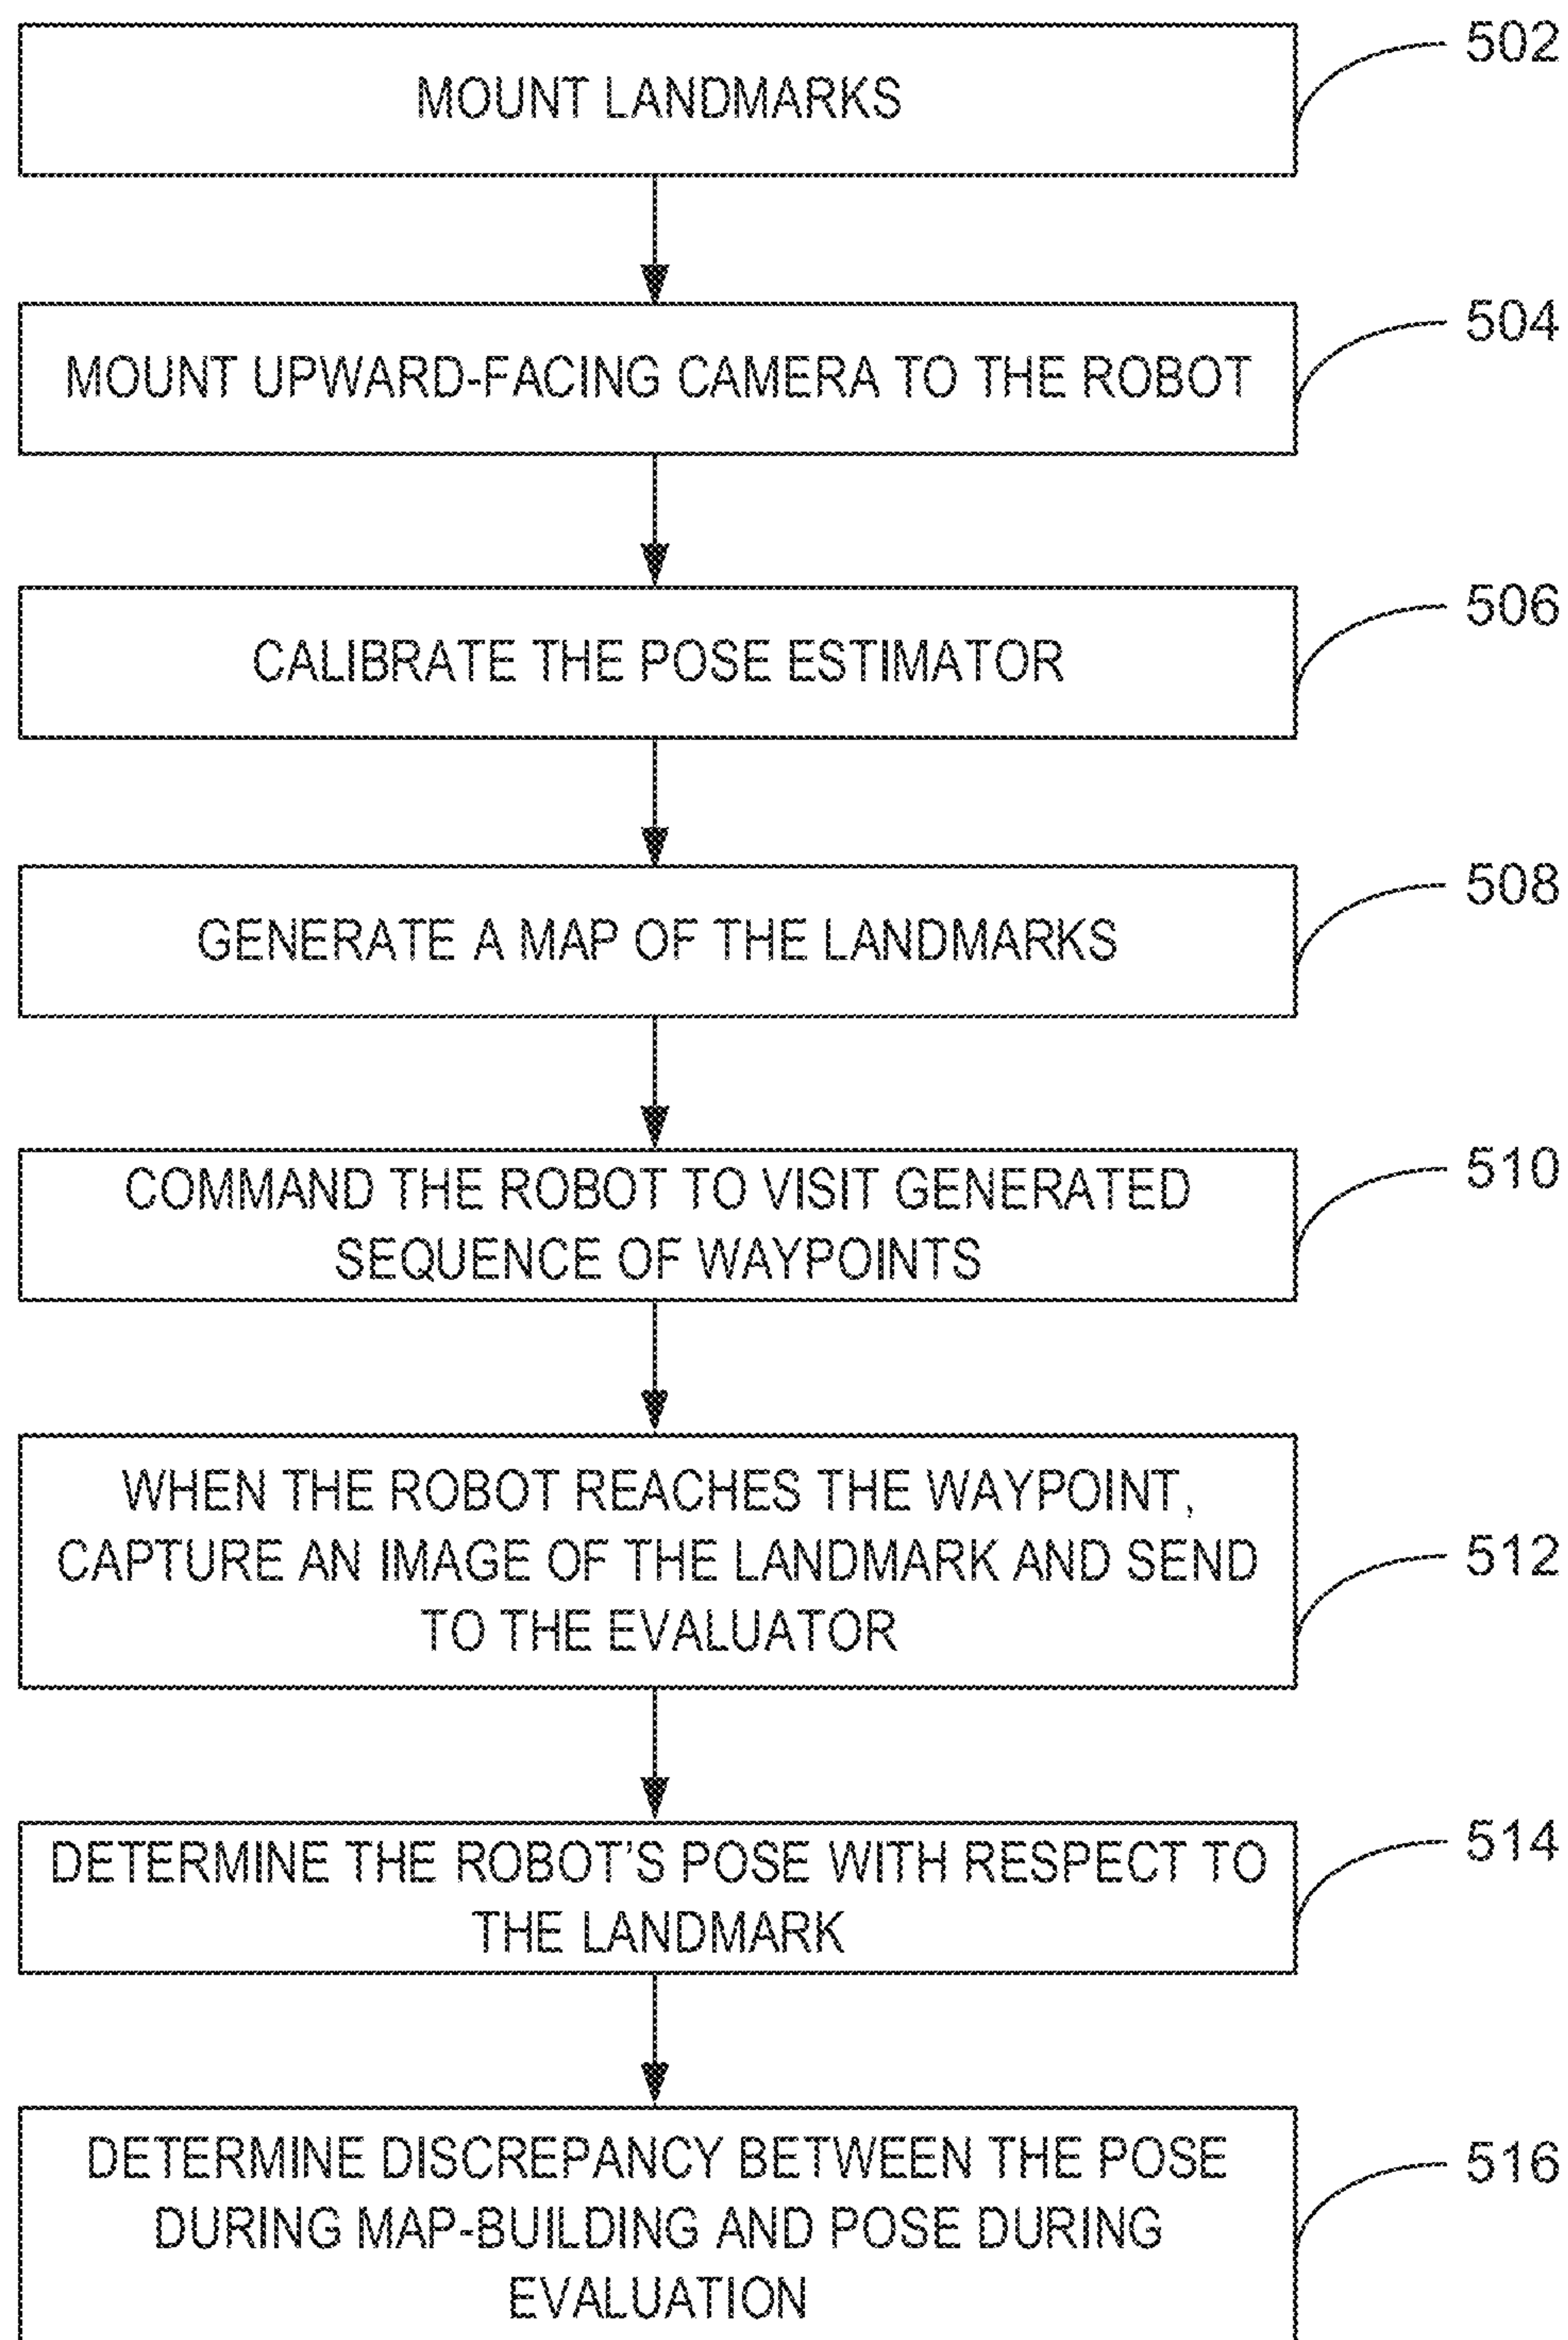 MOUNT LANDMARKS
502
MOUNT UPWARD-FACING CAMERA TO THE ROBOT
504
CALIBRATE THE POSE ESTIMATOR
506
GENERATE A MAP OF THE LANDMARKS
508
COMMAND THE ROBOT TO VISIT GENERATED
SEQUENCE OF WAYPOINTS
510
WHEN THE ROBOT REACHES THE WAYPOINT,
CAPTURE AN IMAGE OF THE LANDMARK AND SEND
TO THE EVALUATOR
512
DETERMINE THE ROBOT'S POSE WITH RESPECT TO
THE LANDMARK
514
DETERMINE DISCREPANCY BETWEEN THE POSE
DURING MAP-BUILDING AND POSE DURING
EVALUATION
516